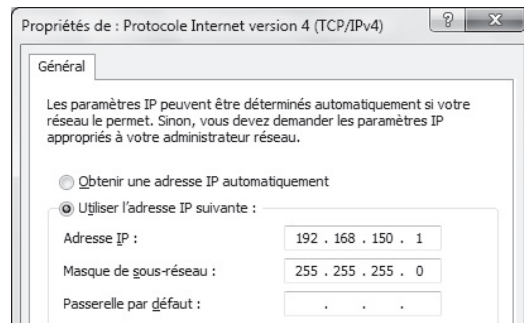 Propriétés de : Protocole Internet version 4 (TCP/IPv4)
Général
Les paramètres IP peuvent être déterminés automatiquement si votre
réseau le permet. Sinon, vous devez demander les paramètres IP
appropriés à votre administrateur réseau.
Obtenir une adresse IP automatiquement
Utiliser l'adresse IP suivante :
Adresse IP : 192 . 168 . 150 . 1
Masque de sous-réseau : 255 . 255 . 255 . 0
Passerelle par défaut : . . .